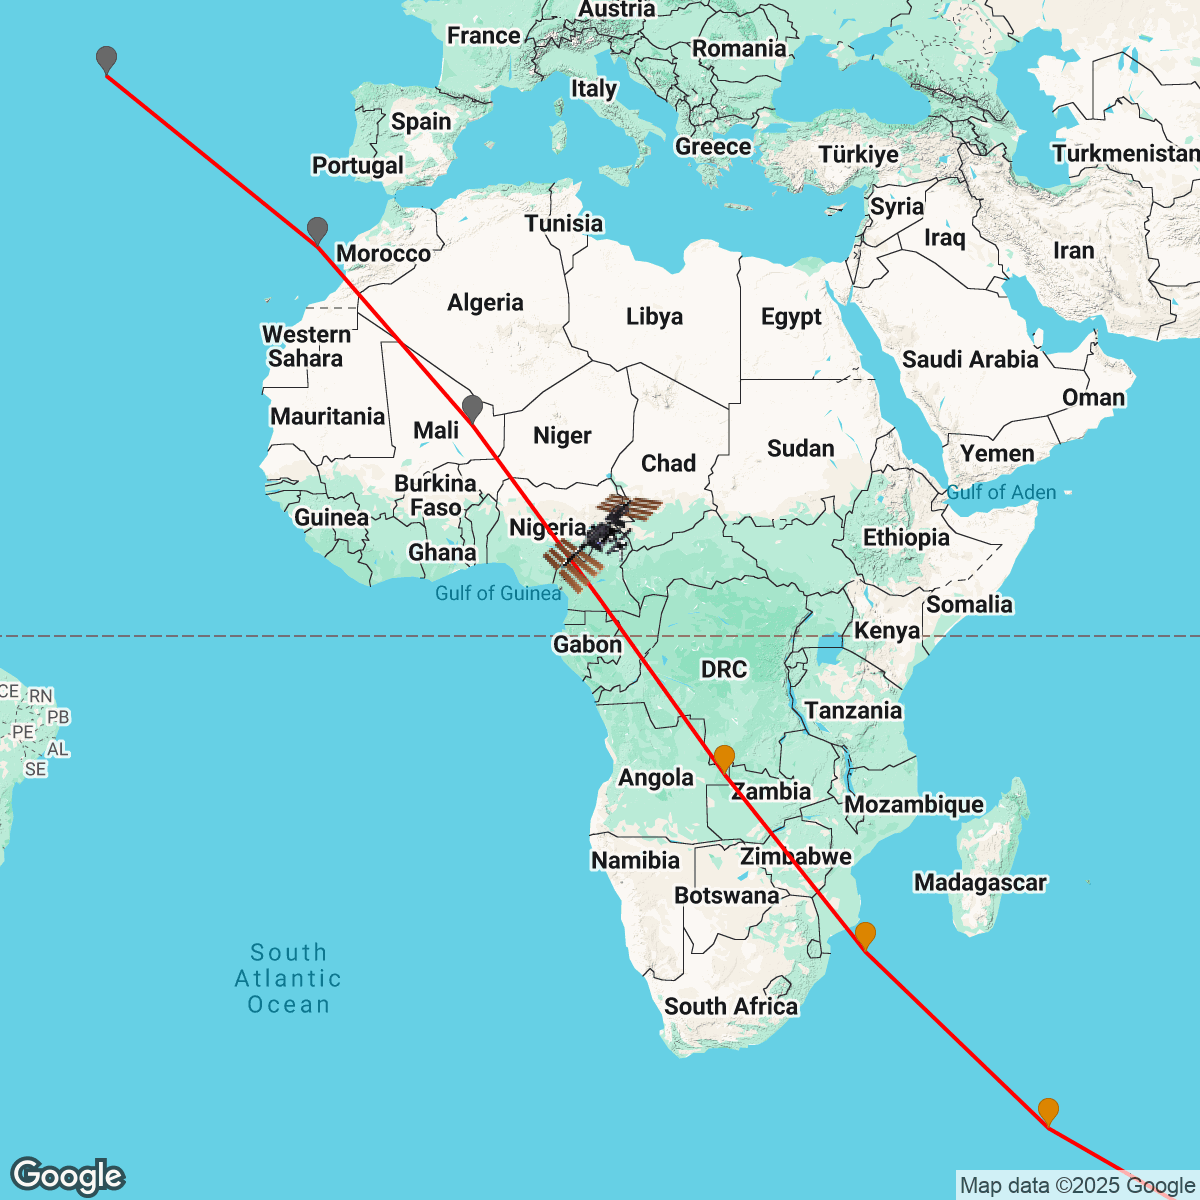 Austria
France
Romania
Italy
Spain
Greece
Türkiye
Turkmenistan
Portugal
Syria
Tunisia
Iraq
Iran
Morocco
Algeria
Libya
Egypt
Western
Sahara
Saudi Arabia
Oman
Mauritania
Mali
Niger
Chad
Sudan
Yemen
Burkina
Faso
Gulf of Aden
Guinea
Nigeria
Ghana
Ethiopia
Gulf of Guinea
Somalia
Kenya
Gabon
DRC
CE
RN
PB
PE
AL
SE
Tanzania
Angola
Zambia
Mozambique
Namibia
Zimbabwe
Botswana
Madagascar
South
Atlantic
Ocean
South Africa
Google
Map data ©2025 Google